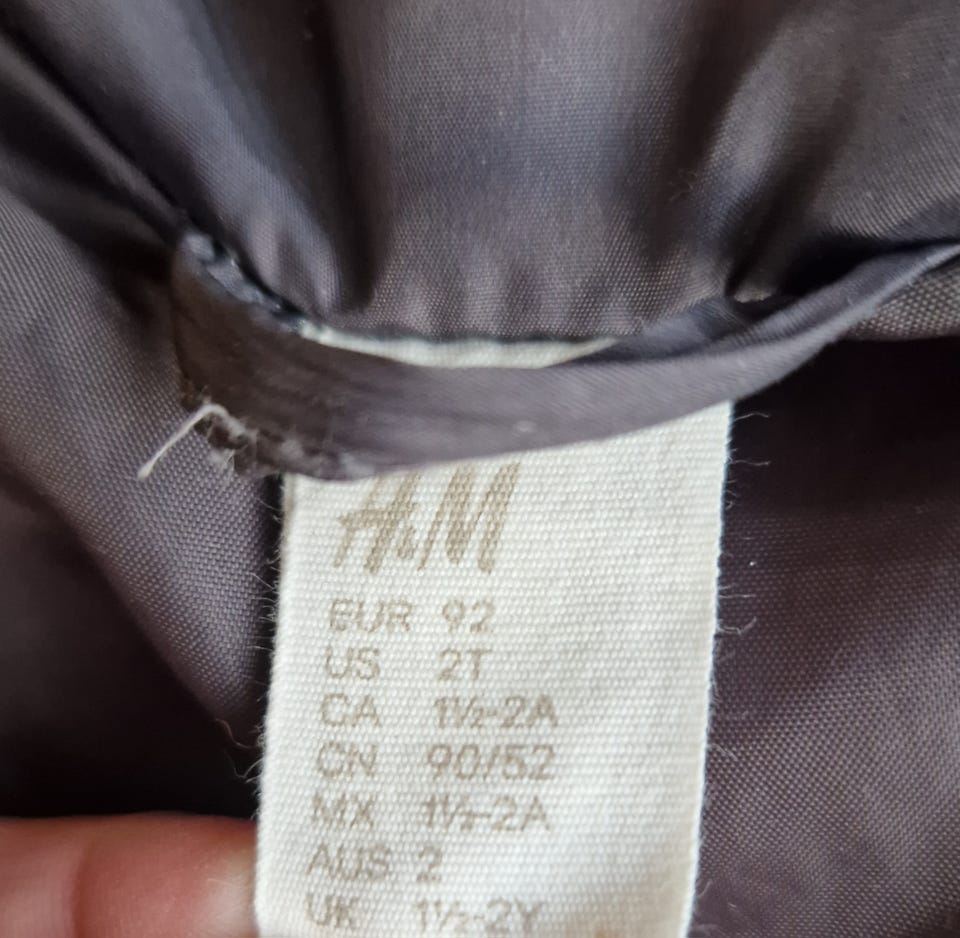 H&M
EUR 92
US 2T
CA 1½-2A
CN 90/52
MX 1½-2A
AUS 2
UK 1½-2Y